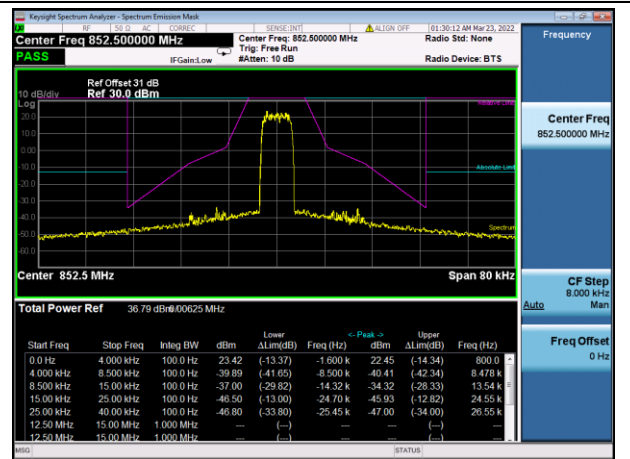 Keysight Spectrum Analyzer - Spectrum Emission Mask
RF 50 Ω AC CORREC SENSE:INT ALIGN OFF 01:30:12 AM Mar 23, 2022
Center Freq 852.500000 MHz
Center Freq: 852.500000 MHz
Radio Std: None
Trig: Free Run
PASS
IFGain:Low
#Atten: 10 dB
Radio Device: BTS
Ref Offset 31 dB
10 dB/div Ref 30.0 dBm
Log
20.0
10.0
0.00
-10.0
Absolute Limit
-20.0
-30.0
-40.0
Spectrum
-50.0
-60.0
Center 852.5 MHz Span 80 kHz
Total Power Ref 36.79 dBm/0.00625 MHz
Lower <- Peak -> Upper
Start Freq Stop Freq Integ BW dBm ΔLim(dB) Freq (Hz) dBm ΔLim(dB) Freq (Hz)
0.0 Hz 4.000 kHz 100.0 Hz 23.42 (-13.37) -1.600 k 22.45 (-14.34) 800.0
4.000 kHz 8.500 kHz 100.0 Hz -39.89 (-41.65) -8.500 k -40.41 (-42.34) 8.478 k
8.500 kHz 15.00 kHz 100.0 Hz -37.00 (-29.82) -14.32 k -34.32 (-28.33) 13.54 k
15.00 kHz 25.00 kHz 100.0 Hz -46.50 (-13.00) -24.70 k -45.93 (-12.82) 24.55 k
25.00 kHz 40.00 kHz 100.0 Hz -46.80 (-33.80) -25.45 k -47.00 (-34.00) 26.55 k
12.50 MHz 15.00 MHz 1.000 MHz --- (---) --- --- (---) ---
12.50 MHz 15.00 MHz 1.000 MHz --- (---) --- --- (---) ---
MSG STATUS
Frequency
Center Freq
852.500000 MHz
CF Step
8.000 kHz
Auto Man
Freq Offset
0 Hz